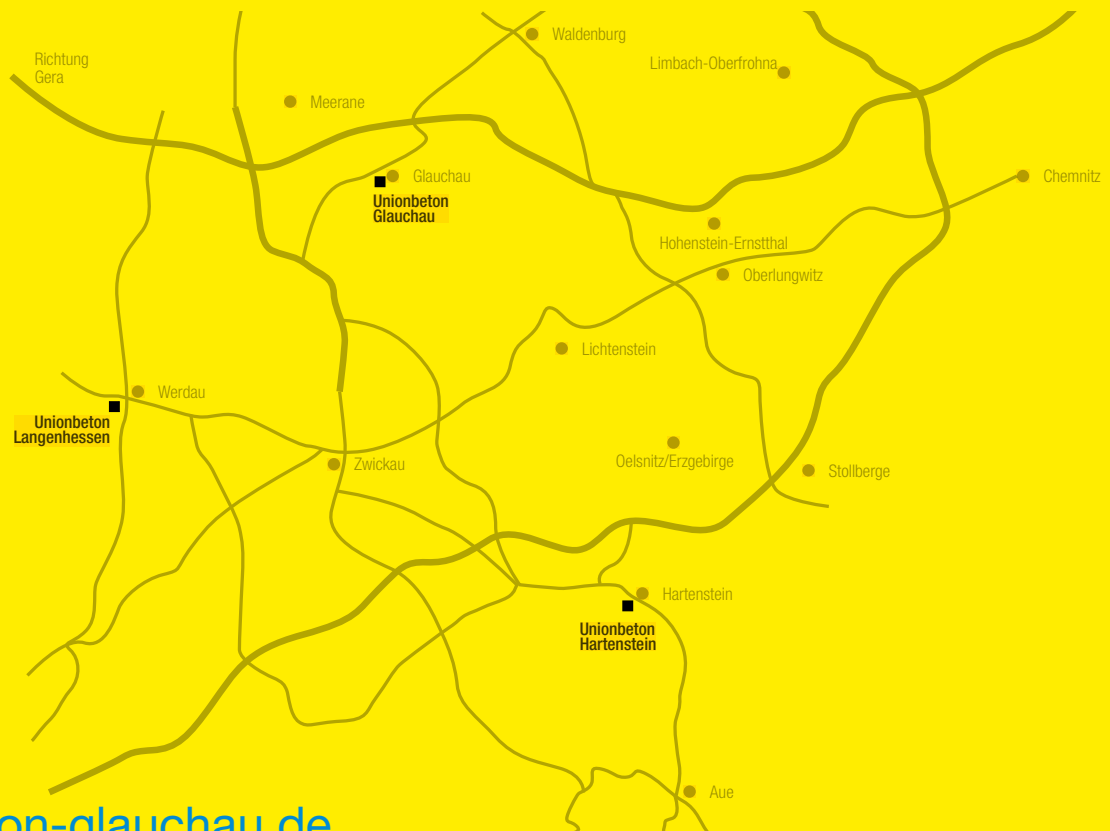 Waldenburg
Richtung
Gera
Limbach-Oberfrohna
Meerane
Glauchau
Unionbeton
Glauchau
Chemnitz
Hohenstein-Ernstthal
Oberlungwitz
Lichtenstein
Werdau
Unionbeton
Langenhessen
Zwickau
Oelsnitz/Erzgebirge
Stollberge
Hartenstein
Unionbeton
Hartenstein
Aue
on-glauchau.de